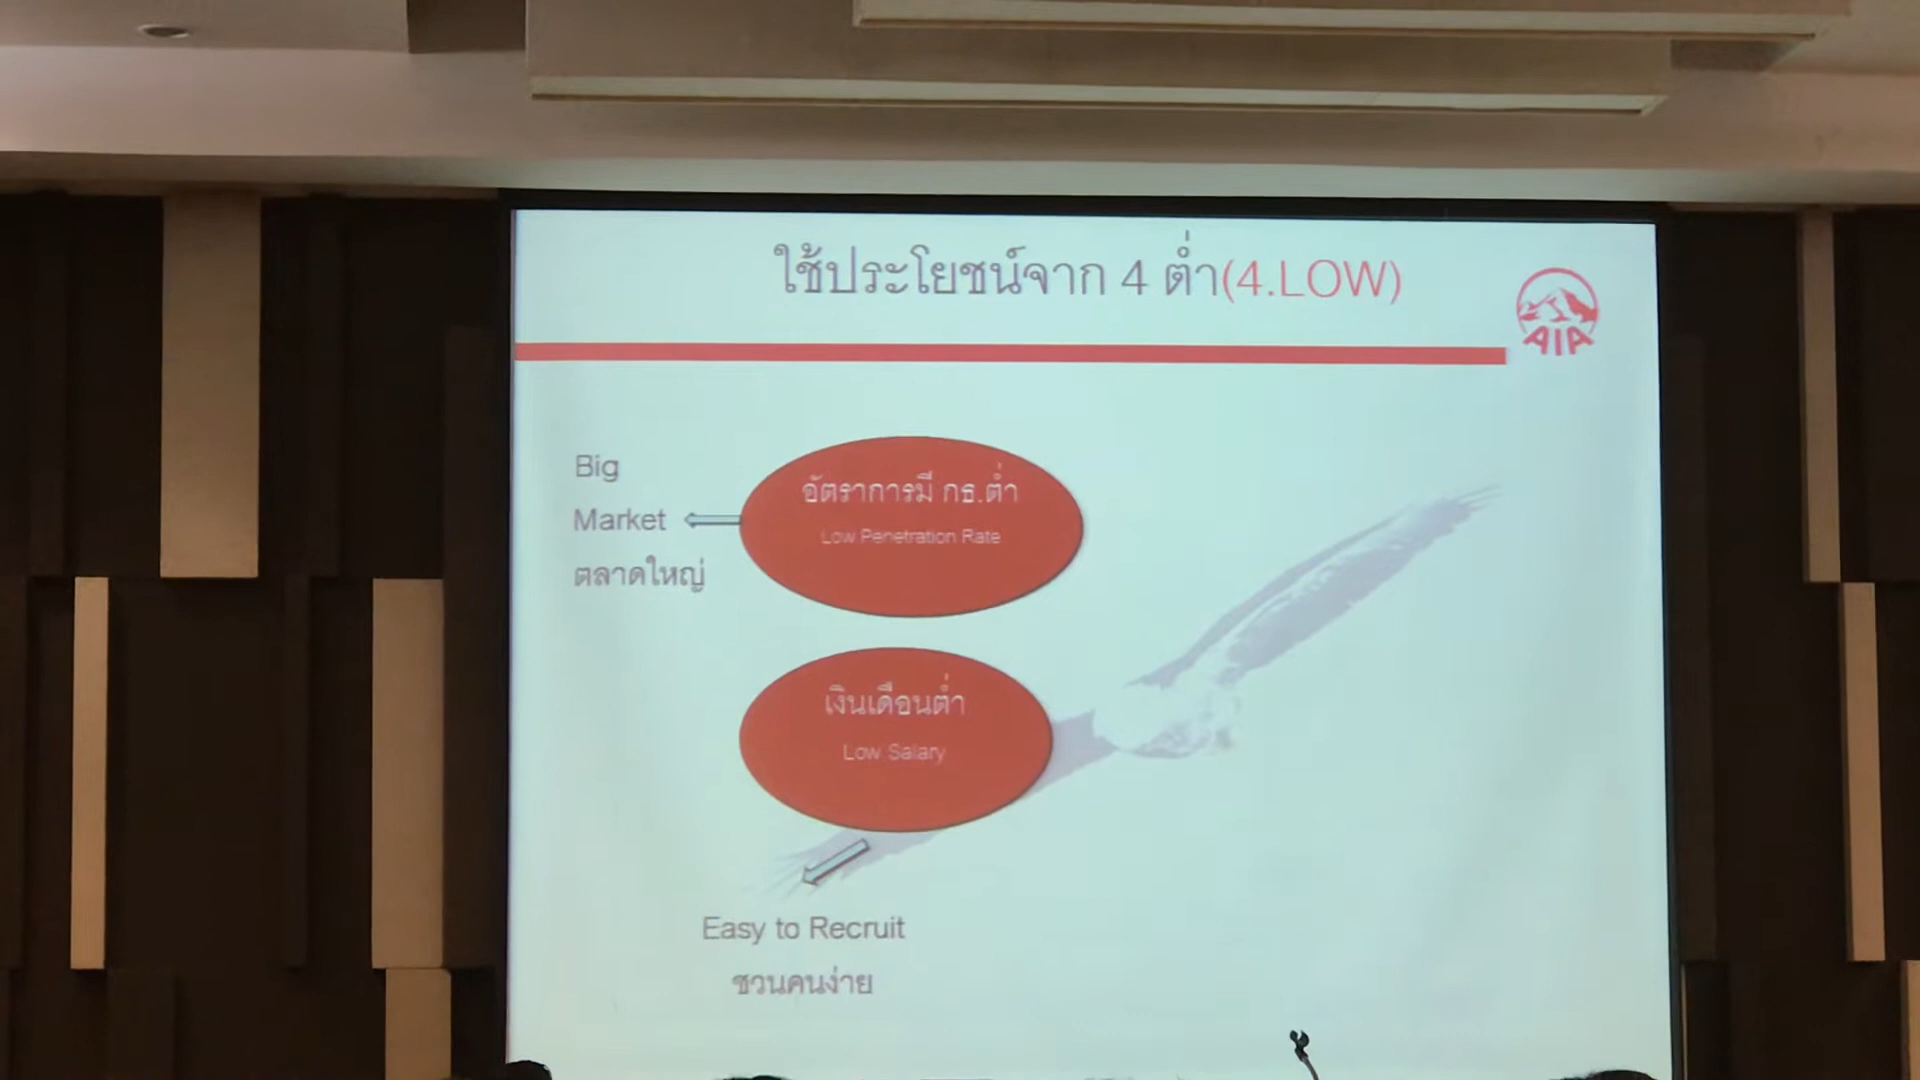 ใช้ประโยชน์จาก 4 ต่ำ(4.LOW)
AIA
Big
Market
ตลาดใหญ่
อัตราการมี กธ.ต่ำ
Low Penetration Rate
เงินเดือนต่ำ
Low Salary
Easy to Recruit
ชวนคนง่าย